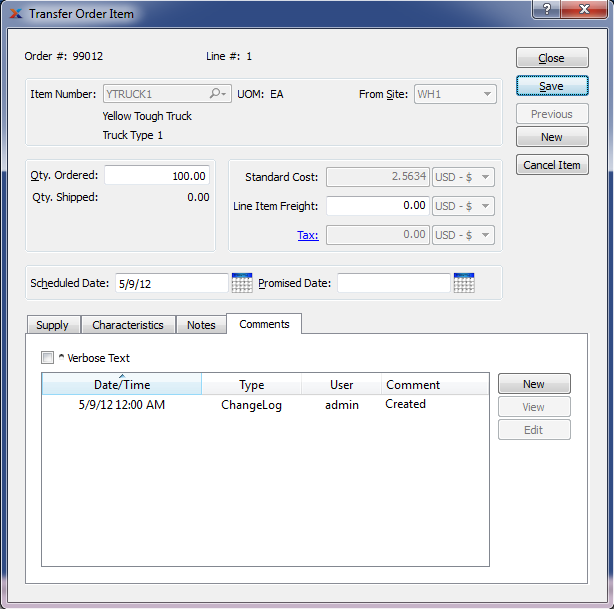 Transfer Order Item
?
Order #: 99012 Line #: 1
Close
Item Number: YTRUCK1 UOM: EA From Site: WH1
Save
Yellow Tough Truck
Previous
Truck Type 1
New
Cancel Item
Qty. Ordered: 100.00
Qty. Shipped: 0.00
Standard Cost: 2.5634 USD - $
Line Item Freight: 0.00 USD - $
Tax: 0.00 USD - $
Scheduled Date: 5/9/12 Promised Date:
Supply Characteristics Notes Comments
^ Verbose Text
Date/Time Type User Comment
5/9/12 12:00 AM ChangeLog admin Created
New
View
Edit